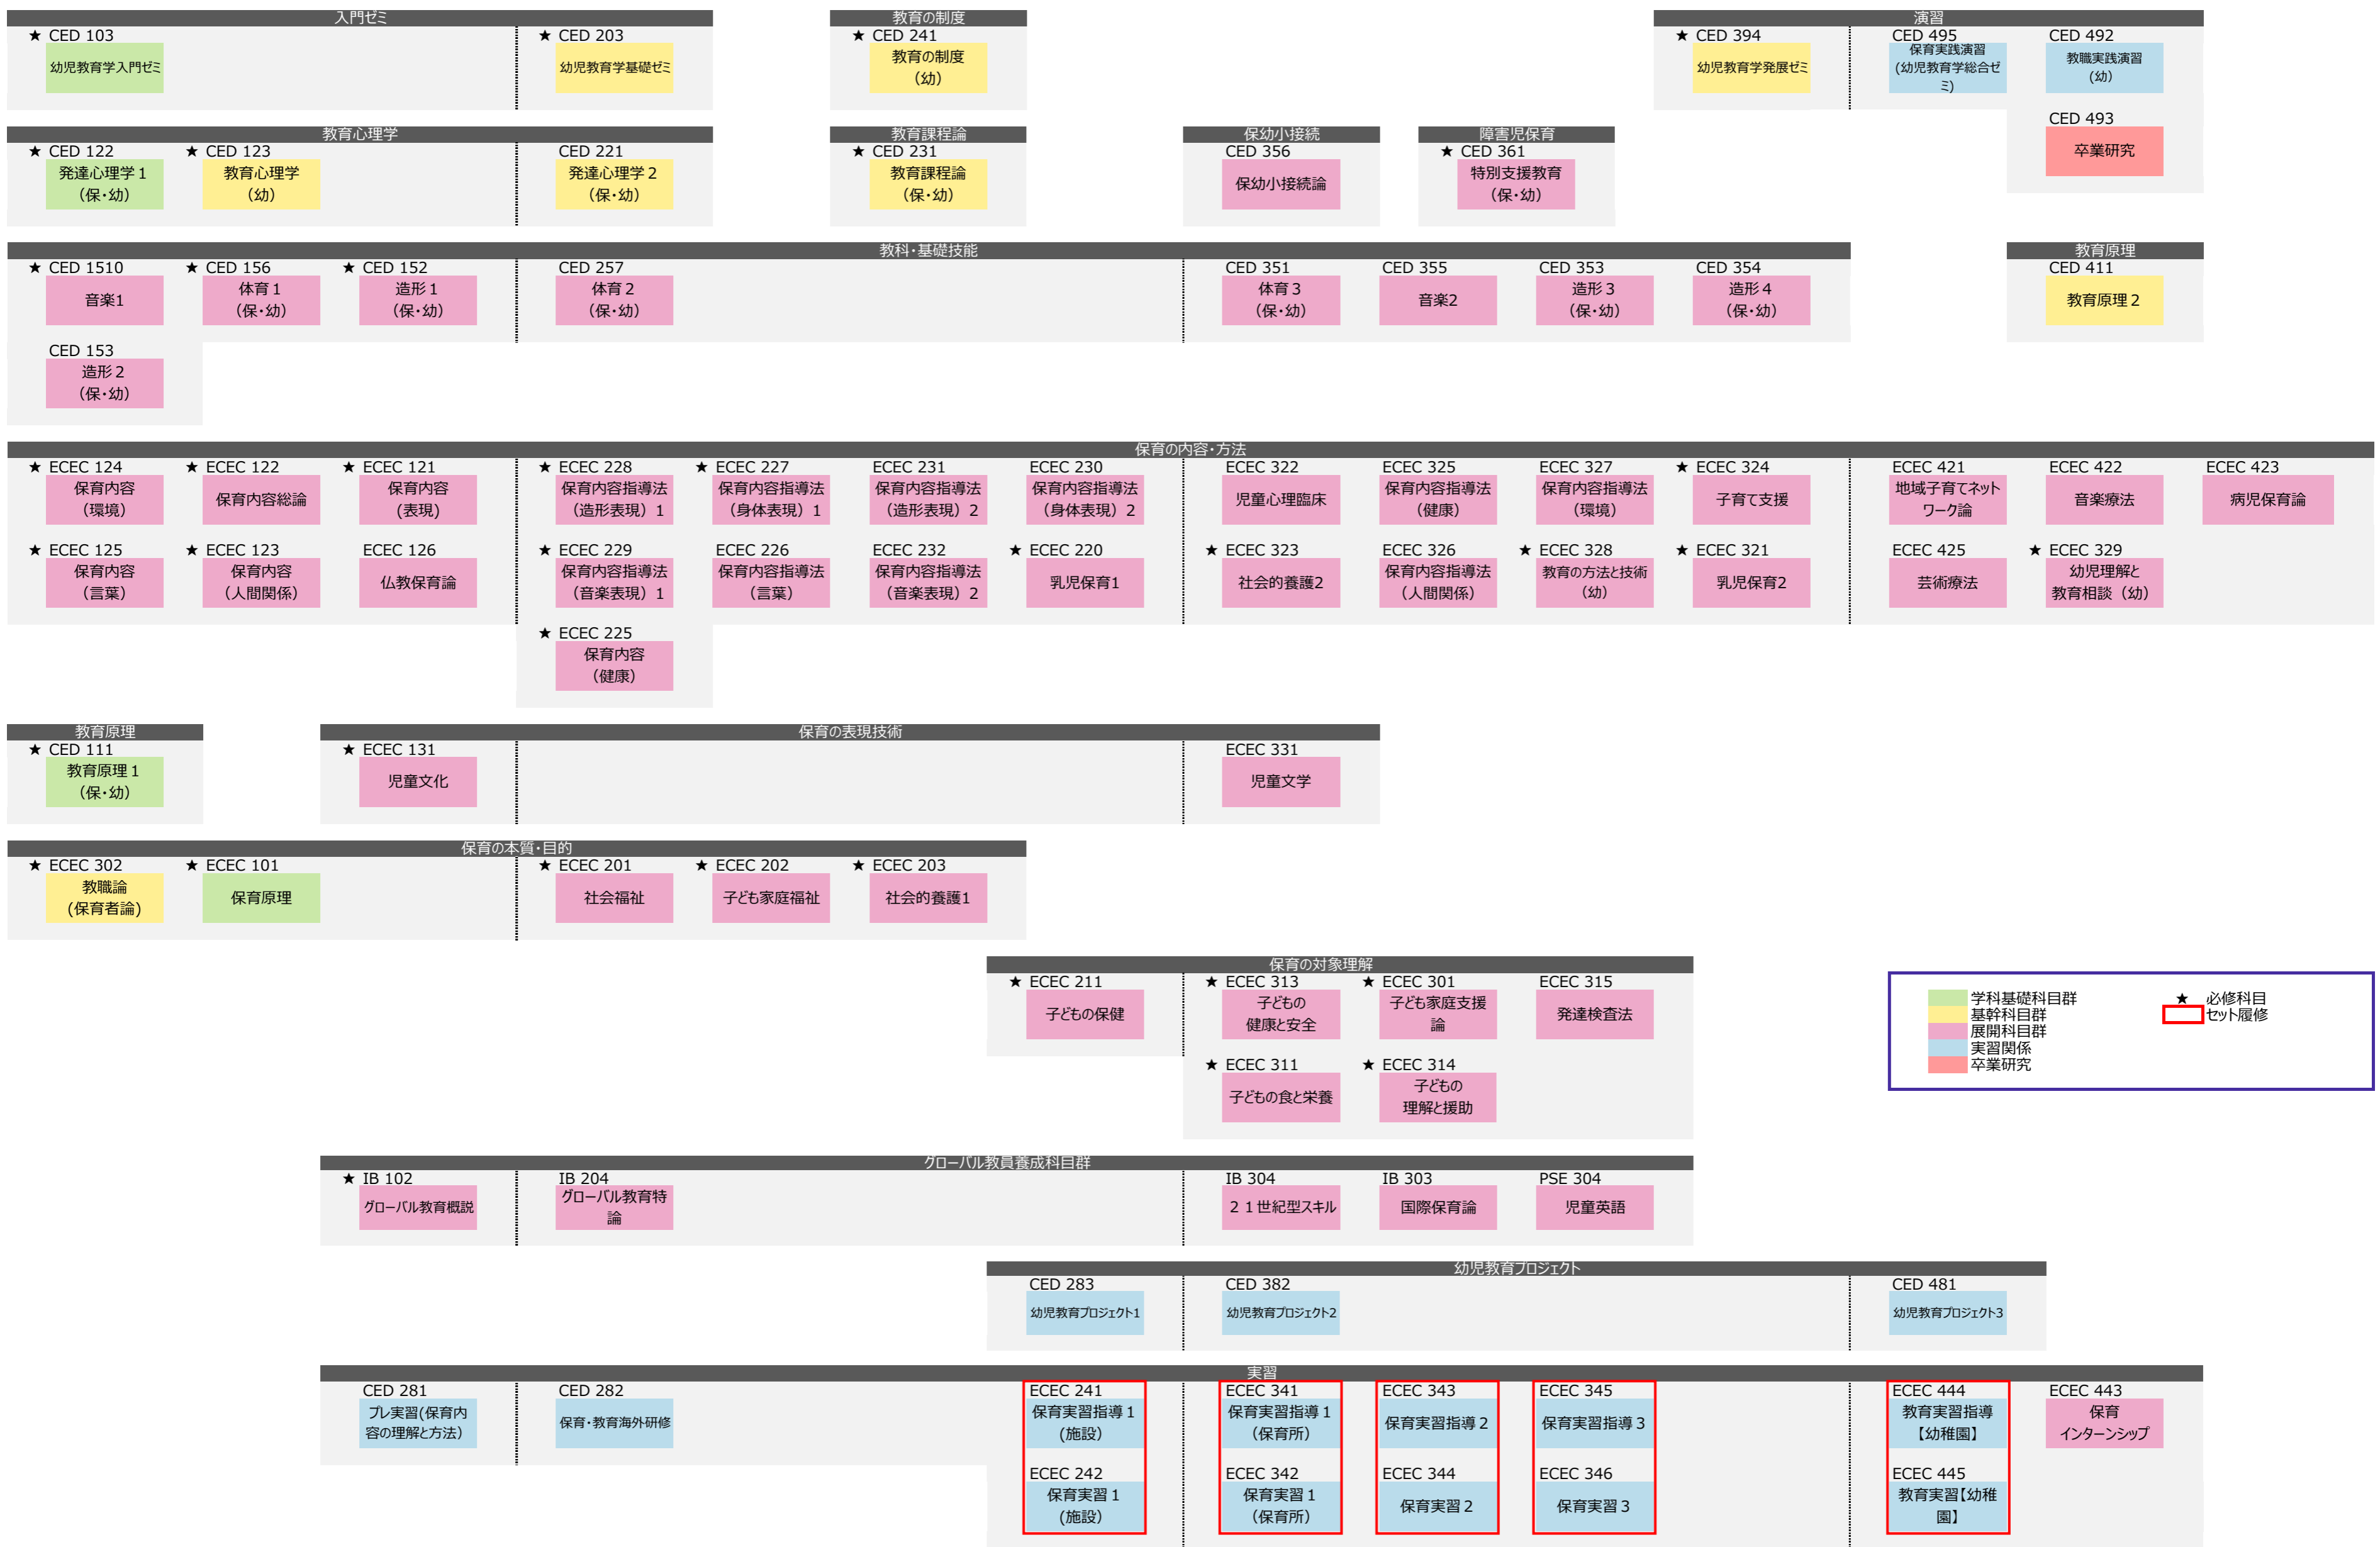 入門ゼミ
教育の制度
演習
★ CED 103
★ CED 203
★ CED 241
★ CED 394
CED 495
CED 492
幼児教育学入門ゼミ
幼児教育学基礎ゼミ
教育の制度
（幼）
幼児教育学発展ゼミ
保育実践演習
(幼児教育学総合ゼ
ミ)
教職実践演習
（幼）
CED 493
卒業研究
教育心理学
教育課程論
保幼小接続
障害児保育
★ CED 122
★ CED 123
CED 221
★ CED 231
CED 356
★ CED 361
発達心理学１
（保・幼）
教育心理学
（幼）
発達心理学２
（保・幼）
教育課程論
（保・幼）
保幼小接続論
特別支援教育
（保・幼）
教科・基礎技能
教育原理
★ CED 1510
★ CED 156
★ CED 152
CED 257
CED 351
CED 355
CED 353
CED 354
CED 411
音楽1
体育１
（保・幼）
造形１
（保・幼）
体育２
（保・幼）
体育３
（保・幼）
音楽2
造形３
（保・幼）
造形４
（保・幼）
教育原理２
CED 153
造形２
（保・幼）
保育の内容・方法
★ ECEC 124
★ ECEC 122
★ ECEC 121
★ ECEC 228
★ ECEC 227
ECEC 231
ECEC 230
ECEC 322
ECEC 325
ECEC 327
★ ECEC 324
ECEC 421
ECEC 422
ECEC 423
保育内容
（環境）
保育内容総論
保育内容
(表現)
保育内容指導法
（造形表現）1
保育内容指導法
（身体表現）1
保育内容指導法
（造形表現）2
保育内容指導法
（身体表現）2
児童心理臨床
保育内容指導法
（健康）
保育内容指導法
（環境）
子育て支援
地域子育てネット
ワーク論
音楽療法
病児保育論
★ ECEC 125
★ ECEC 123
ECEC 126
★ ECEC 229
ECEC 226
ECEC 232
★ ECEC 220
★ ECEC 323
ECEC 326
★ ECEC 328
★ ECEC 321
ECEC 425
★ ECEC 329
保育内容
（言葉）
保育内容
（人間関係）
仏教保育論
保育内容指導法
（音楽表現）1
保育内容指導法
（言葉）
保育内容指導法
（音楽表現）2
乳児保育1
社会的養護2
保育内容指導法
（人間関係）
教育の方法と技術
（幼）
乳児保育2
芸術療法
幼児理解と
教育相談（幼）
★ ECEC 225
保育内容
（健康）
教育原理
保育の表現技術
★ CED 111
★ ECEC 131
ECEC 331
教育原理１
（保・幼）
児童文化
児童文学
保育の本質・目的
★ ECEC 302
★ ECEC 101
★ ECEC 201
★ ECEC 202
★ ECEC 203
教職論
(保育者論)
保育原理
社会福祉
子ども家庭福祉
社会的養護1
保育の対象理解
★ ECEC 211
★ ECEC 313
★ ECEC 301
ECEC 315
子どもの保健
子どもの
健康と安全
子ども家庭支援
論
発達検査法
★ ECEC 311
★ ECEC 314
子どもの食と栄養
子どもの
理解と援助
学科基礎科目群
基幹科目群
展開科目群
実習関係
卒業研究
★ 必修科目
セット履修
グローバル教員養成科目群
★ IB 102
IB 204
IB 304
IB 303
PSE 304
グローバル教育概説
グローバル教育特
論
２１世紀型スキル
国際保育論
児童英語
幼児教育プロジェクト
CED 283
CED 382
CED 481
幼児教育プロジェクト1
幼児教育プロジェクト2
幼児教育プロジェクト3
実習
CED 281
CED 282
ECEC 241
ECEC 341
ECEC 343
ECEC 345
ECEC 444
ECEC 443
プレ実習(保育内
容の理解と方法）
保育・教育海外研修
保育実習指導１
（施設）
保育実習指導１
（保育所）
保育実習指導２
保育実習指導３
教育実習指導
【幼稚園】
保育
インターンシップ
ECEC 242
ECEC 342
ECEC 344
ECEC 346
ECEC 445
保育実習１
（施設）
保育実習１
（保育所）
保育実習２
保育実習３
教育実習【幼稚
園】